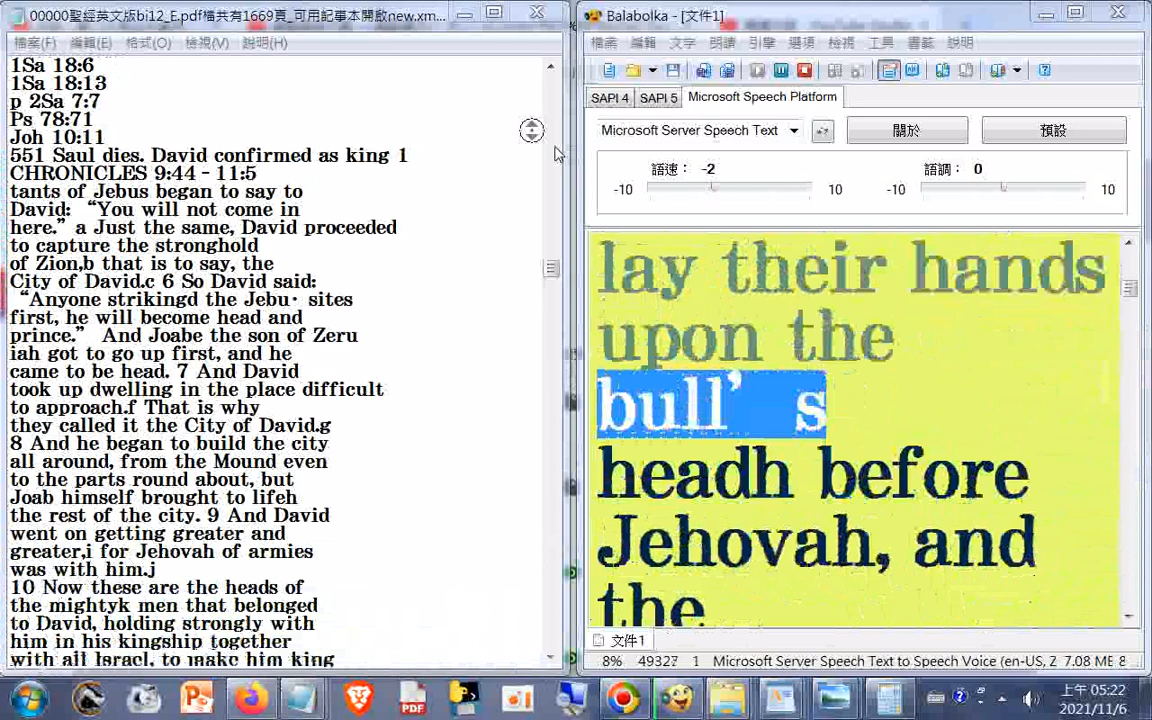 00000聖經英文版bi12_E.pdf檔共有1669頁_可用記事本開啟new.xm...
檔案(F) 編輯(E) 格式(O) 檢視(V) 說明(H)
1Sa 18:6
1Sa 18:13
p 2Sa 7:7
Ps 78:71
Joh 10:11
551 Saul dies. David confirmed as king 1
CHRONICLES 9:44 - 11:5
tants of Jebus began to say to
David: “You will not come in
here.” a Just the same, David proceeded
to capture the stronghold
of Zion,b that is to say, the
City of David.c 6 So David said:
“Anyone strikingd the Jebu· sites
first, he will become head and
prince.” And Joabe the son of Zeru
iah got to go up first, and he
came to be head. 7 And David
took up dwelling in the place difficult
to approach.f That is why
they called it the City of David.g
8 And he began to build the city
all around, from the Mound even
to the parts round about, but
Joab himself brought to lifeh
the rest of the city. 9 And David
went on getting greater and
greater,i for Jehovah of armies
was with him.j
10 Now these are the heads of
the mightyk men that belonged
to David, holding strongly with
him in his kingship together
with all Israel, to make him king
Balabolka - [文件1]
檔案 編輯 文字 朗讀 引擎 選項 檢視 工具 書籤 說明
SAPI 4 SAPI 5 Microsoft Speech Platform
Microsoft Server Speech Text 關於 預設
語速： -2 語調： 0
-10 10 -10 10
lay their hands
upon the
bull’ s
headh before
Jehovah, and
the
文件1
8% 49327 1 Microsoft Server Speech Text to Speech Voice (en-US, Z 7.08 MB 8
PDF
上午 05:22
2021/11/6